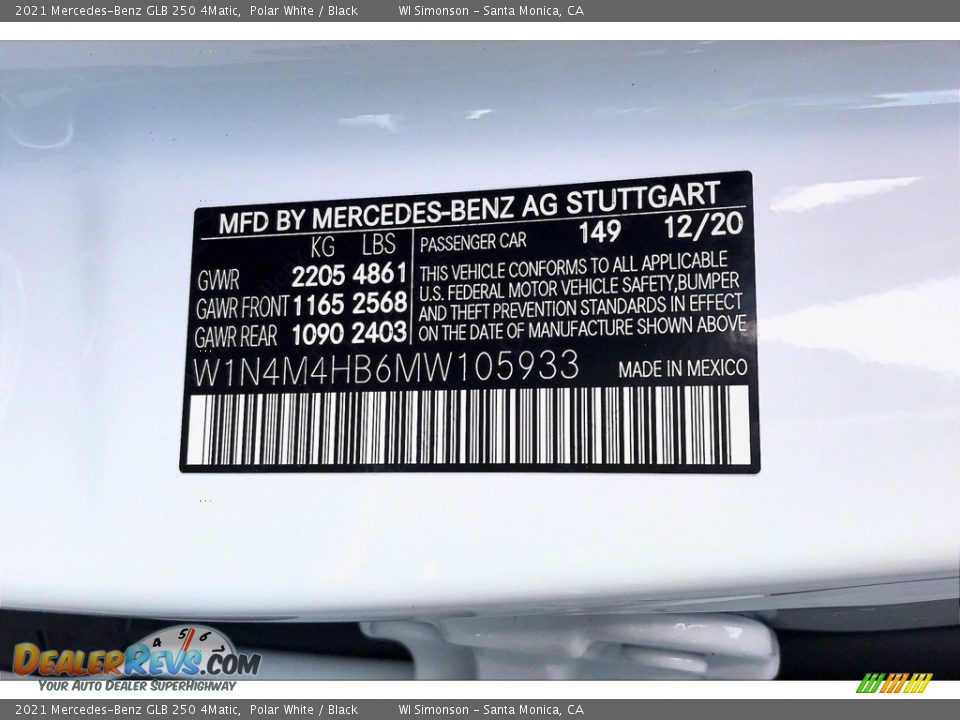 2021 Mercedes-Benz GLB 250 4Matic, Polar White / Black WI Simonson - Santa Monica, CA
MFD BY MERCEDES-BENZ AG STUTTGART
KG LBS
GVWR 2205 4861
GAWR FRONT 1165 2568
GAWR REAR 1090 2403
PASSENGER CAR 149 12/20
THIS VEHICLE CONFORMS TO ALL APPLICABLE
U.S. FEDERAL MOTOR VEHICLE SAFETY,BUMPER
AND THEFT PREVENTION STANDARDS IN EFFECT
ON THE DATE OF MANUFACTURE SHOWN ABOVE
W1N4M4HB6MW105933 MADE IN MEXICO
4 5 6
DEALERREVS.COM
YOUR AUTO DEALER SUPERHIGHWAY
2021 Mercedes-Benz GLB 250 4Matic, Polar White / Black WI Simonson - Santa Monica, CA